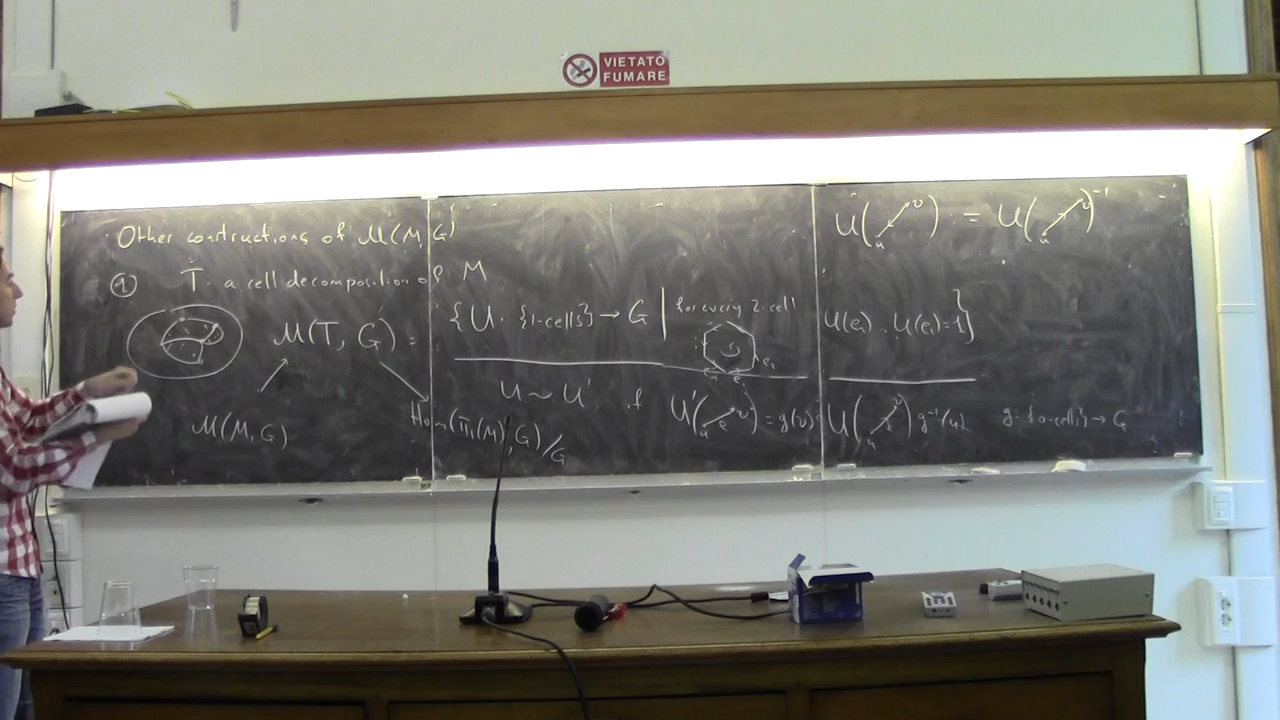 VIETATO
FUMARE
Other constructions of M(M, G)
① T - a cell decomposition of M
M(T, G) = {U : {1-cells} → G | for every 2-cell U(e₁) . U(e₁) = 1}
U ~ U' if U'(u e v) = g(v) U(u e v) g⁻¹(u) g: {0-cells} → G
M(M, G)
Hom(π₁(M), G)/G
U(u v) = U(u v)⁻¹